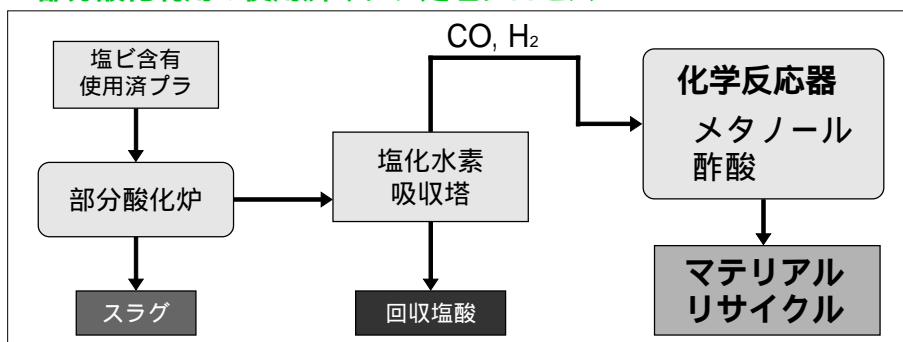 CO, H₂
塩ビ含有
使用済プラ
化学反応器
メタノール
酢酸
塩化水素
吸収塔
部分酸化炉
マテリアル
リサイクル
スラグ
回収塩酸